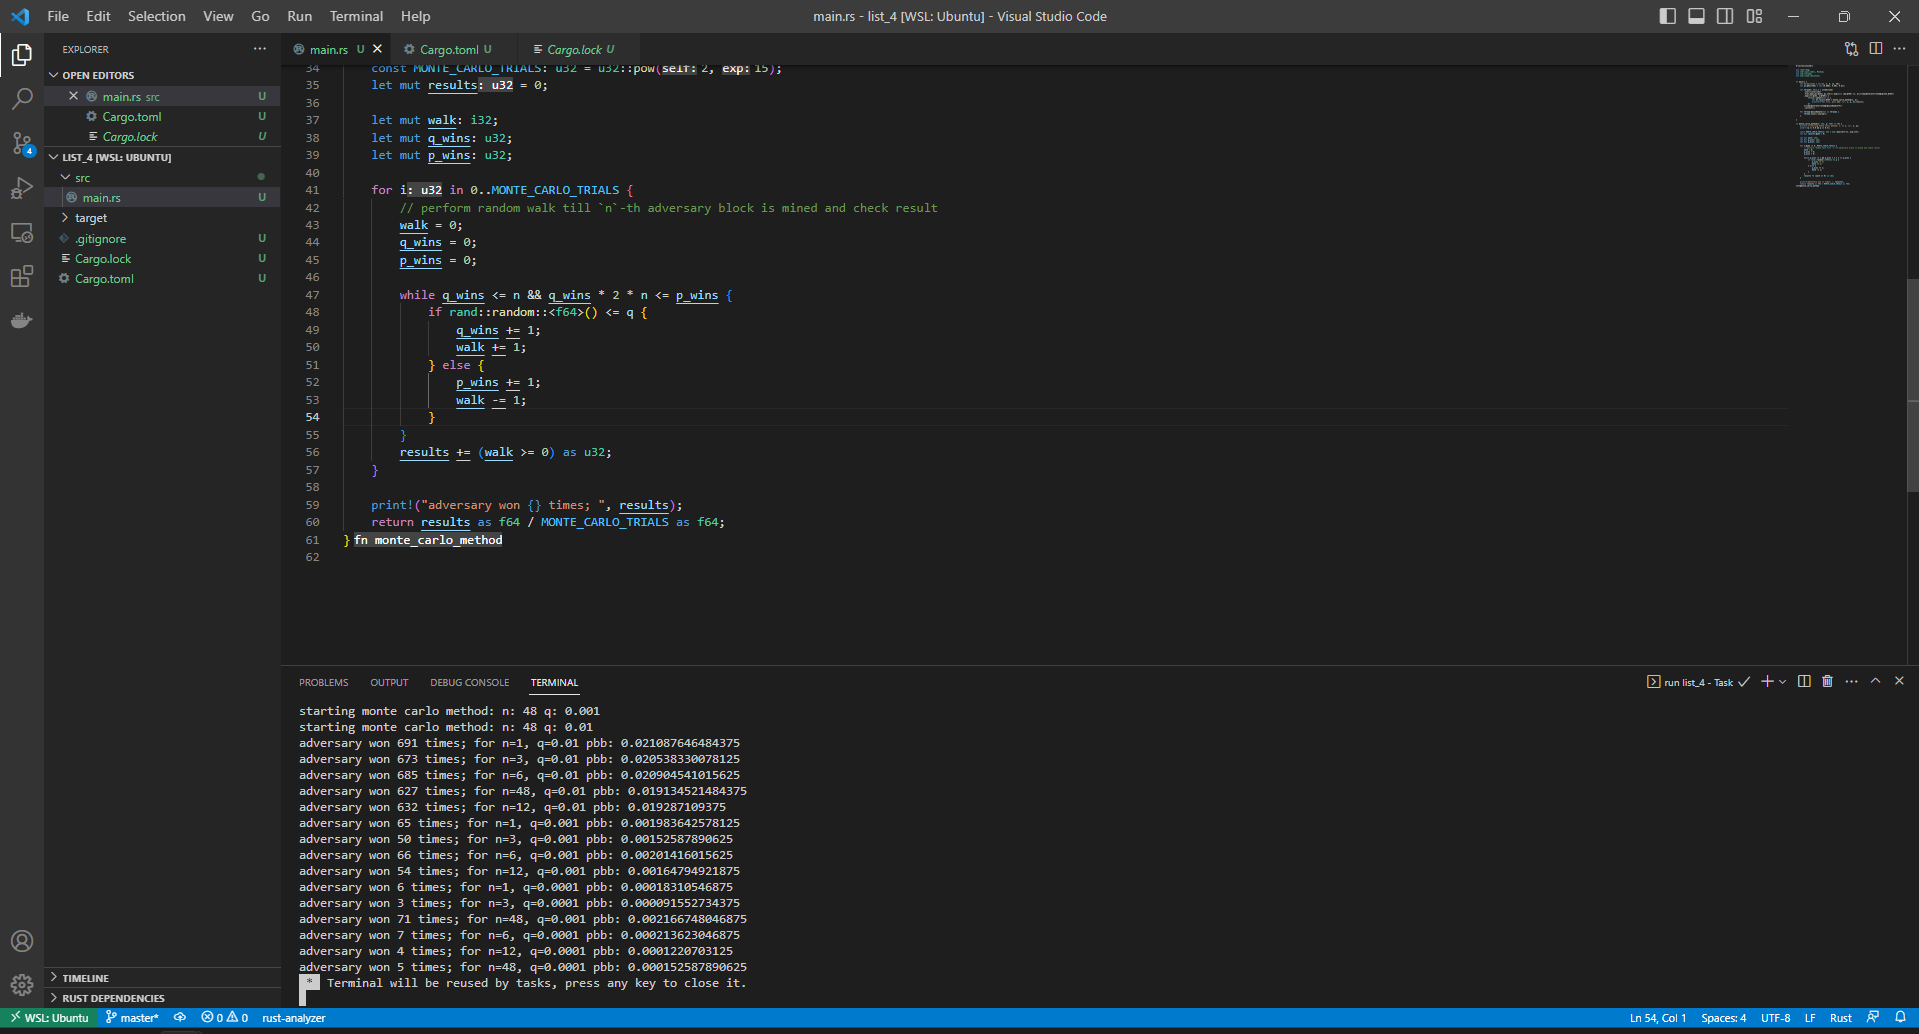 File Edit Selection View Go Run Terminal Help
main.rs - list_4 [WSL: Ubuntu] - Visual Studio Code
EXPLORER
OPEN EDITORS
main.rs src U
Cargo.toml U
Cargo.lock U
LIST_4 [WSL: UBUNTU]
src
main.rs U
target
.gitignore U
Cargo.lock U
Cargo.toml U
4
TIMELINE
RUST DEPENDENCIES
main.rs U Cargo.toml U Cargo.lock U
34 const MONTE_CARLO_TRIALS: u32 = u32::pow(self: 2, exp: 15);
35 let mut results: u32 = 0;
36
37 let mut walk: i32;
38 let mut q_wins: u32;
39 let mut p_wins: u32;
40
41 for i: u32 in 0..MONTE_CARLO_TRIALS {
42 // perform random walk till `n`-th adversary block is mined and check result
43 walk = 0;
44 q_wins = 0;
45 p_wins = 0;
46
47 while q_wins <= n && q_wins * 2 * n <= p_wins {
48 if rand::random::<f64>() <= q {
49 q_wins += 1;
50 walk += 1;
51 } else {
52 p_wins += 1;
53 walk -= 1;
54 }
55 }
56 results += (walk >= 0) as u32;
57 }
58
59 print!("adversary won {} times; ", results);
60 return results as f64 / MONTE_CARLO_TRIALS as f64;
61 } fn monte_carlo_method
62
PROBLEMS OUTPUT DEBUG CONSOLE TERMINAL
run list_4 - Task
starting monte carlo method: n: 48 q: 0.001
starting monte carlo method: n: 48 q: 0.01
adversary won 691 times; for n=1, q=0.01 pbb: 0.021087646484375
adversary won 673 times; for n=3, q=0.01 pbb: 0.020538330078125
adversary won 685 times; for n=6, q=0.01 pbb: 0.020904541015625
adversary won 627 times; for n=48, q=0.01 pbb: 0.019134521484375
adversary won 632 times; for n=12, q=0.01 pbb: 0.019287109375
adversary won 65 times; for n=1, q=0.001 pbb: 0.001983642578125
adversary won 50 times; for n=3, q=0.001 pbb: 0.00152587890625
adversary won 66 times; for n=6, q=0.001 pbb: 0.00201416015625
adversary won 54 times; for n=12, q=0.001 pbb: 0.00164794921875
adversary won 6 times; for n=1, q=0.0001 pbb: 0.00018310546875
adversary won 3 times; for n=3, q=0.0001 pbb: 0.000091552734375
adversary won 71 times; for n=48, q=0.001 pbb: 0.002166748046875
adversary won 7 times; for n=6, q=0.0001 pbb: 0.000213623046875
adversary won 4 times; for n=12, q=0.0001 pbb: 0.0001220703125
adversary won 5 times; for n=48, q=0.0001 pbb: 0.000152587890625
* Terminal will be reused by tasks, press any key to close it.
WSL: Ubuntu master* 0 0 rust-analyzer
Ln 54, Col 1 Spaces: 4 UTF-8 LF Rust